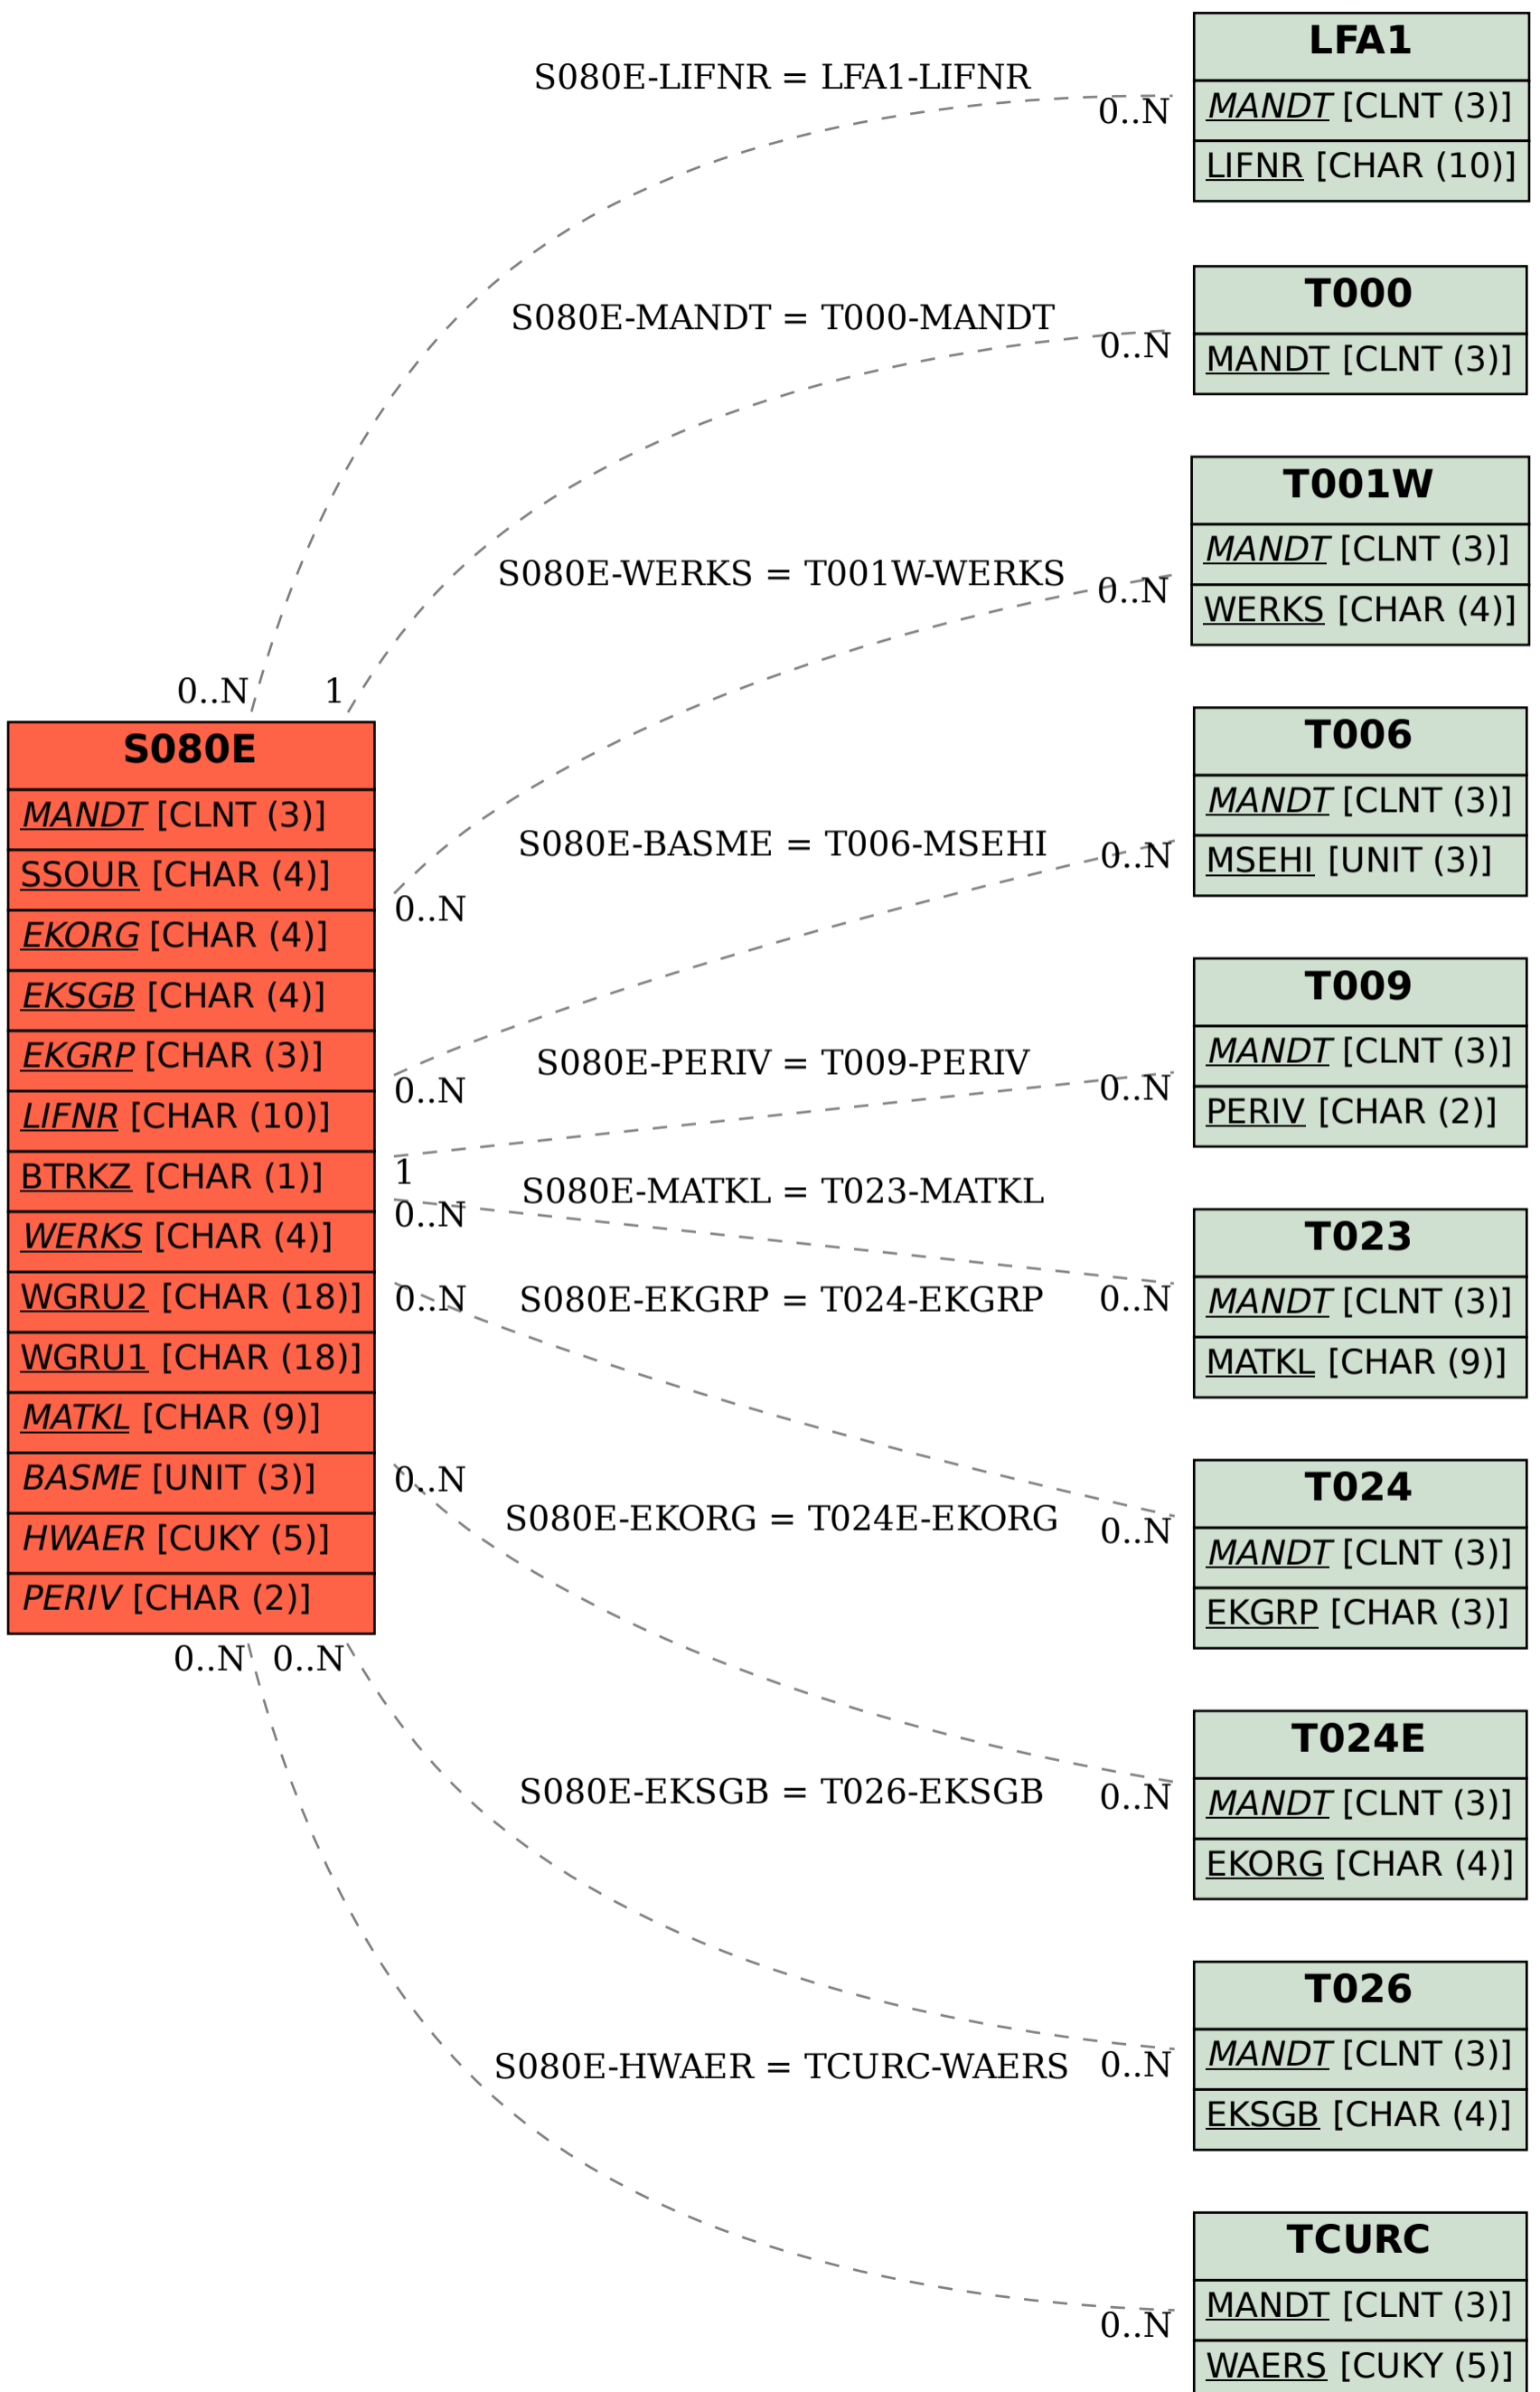 LFA1
MANDT [CLNT (3)]
LIFNR [CHAR (10)]
S080E-LIFNR = LFA1-LIFNR
0..N
0..N
T000
MANDT [CLNT (3)]
S080E-MANDT = T000-MANDT
0..N
1
T001W
MANDT [CLNT (3)]
WERKS [CHAR (4)]
S080E-WERKS = T001W-WERKS
0..N
0..N
S080E
MANDT [CLNT (3)]
SSOUR [CHAR (4)]
EKORG [CHAR (4)]
EKSGB [CHAR (4)]
EKGRP [CHAR (3)]
LIFNR [CHAR (10)]
BTRKZ [CHAR (1)]
WERKS [CHAR (4)]
WGRU2 [CHAR (18)]
WGRU1 [CHAR (18)]
MATKL [CHAR (9)]
BASME [UNIT (3)]
HWAER [CUKY (5)]
PERIV [CHAR (2)]
T006
MANDT [CLNT (3)]
MSEHI [UNIT (3)]
S080E-BASME = T006-MSEHI
0..N
0..N
T009
MANDT [CLNT (3)]
PERIV [CHAR (2)]
S080E-PERIV = T009-PERIV
0..N
1
T023
MANDT [CLNT (3)]
MATKL [CHAR (9)]
S080E-MATKL = T023-MATKL
0..N
0..N
T024
MANDT [CLNT (3)]
EKGRP [CHAR (3)]
S080E-EKGRP = T024-EKGRP
0..N
0..N
T024E
MANDT [CLNT (3)]
EKORG [CHAR (4)]
S080E-EKORG = T024E-EKORG
0..N
0..N
T026
MANDT [CLNT (3)]
EKSGB [CHAR (4)]
S080E-EKSGB = T026-EKSGB
0..N
0..N
TCURC
MANDT [CLNT (3)]
WAERS [CUKY (5)]
S080E-HWAER = TCURC-WAERS
0..N
0..N